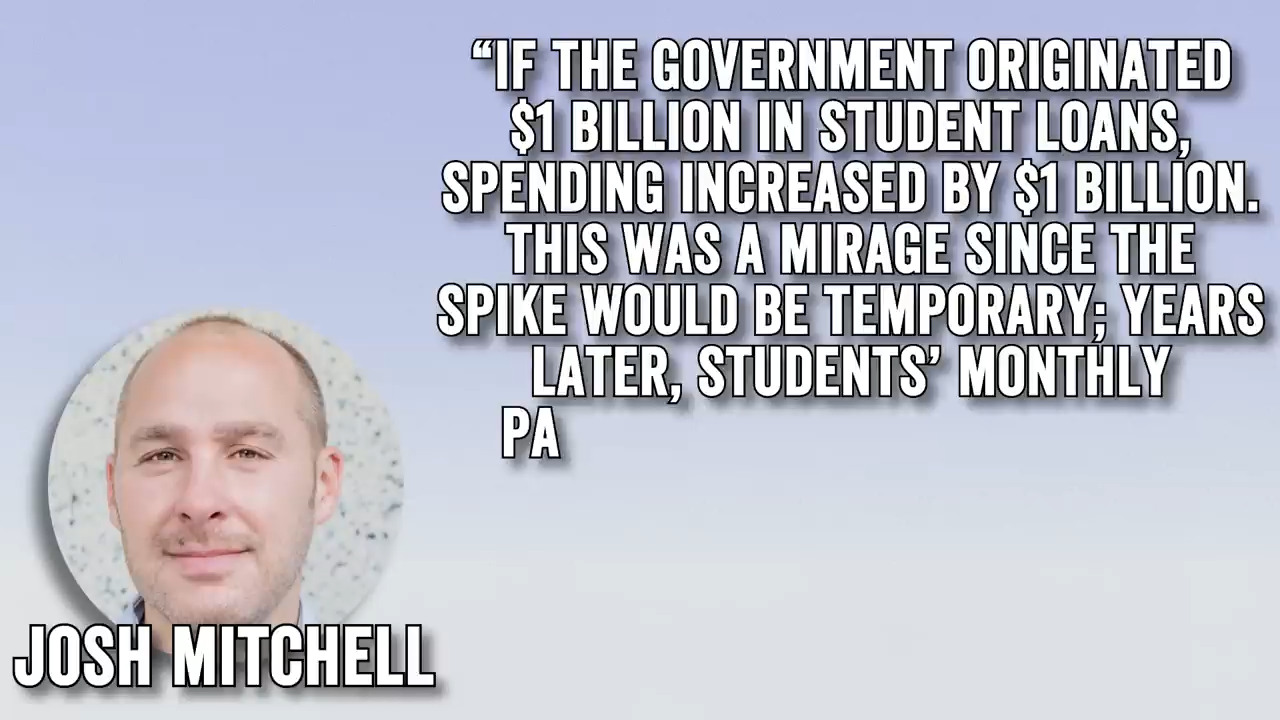 “IF THE GOVERNMENT ORIGINATED
$1 BILLION IN STUDENT LOANS,
SPENDING INCREASED BY $1 BILLION.
THIS WAS A MIRAGE SINCE THE
SPIKE WOULD BE TEMPORARY; YEARS
LATER, STUDENTS’ MONTHLY
PA
JOSH MITCHELL